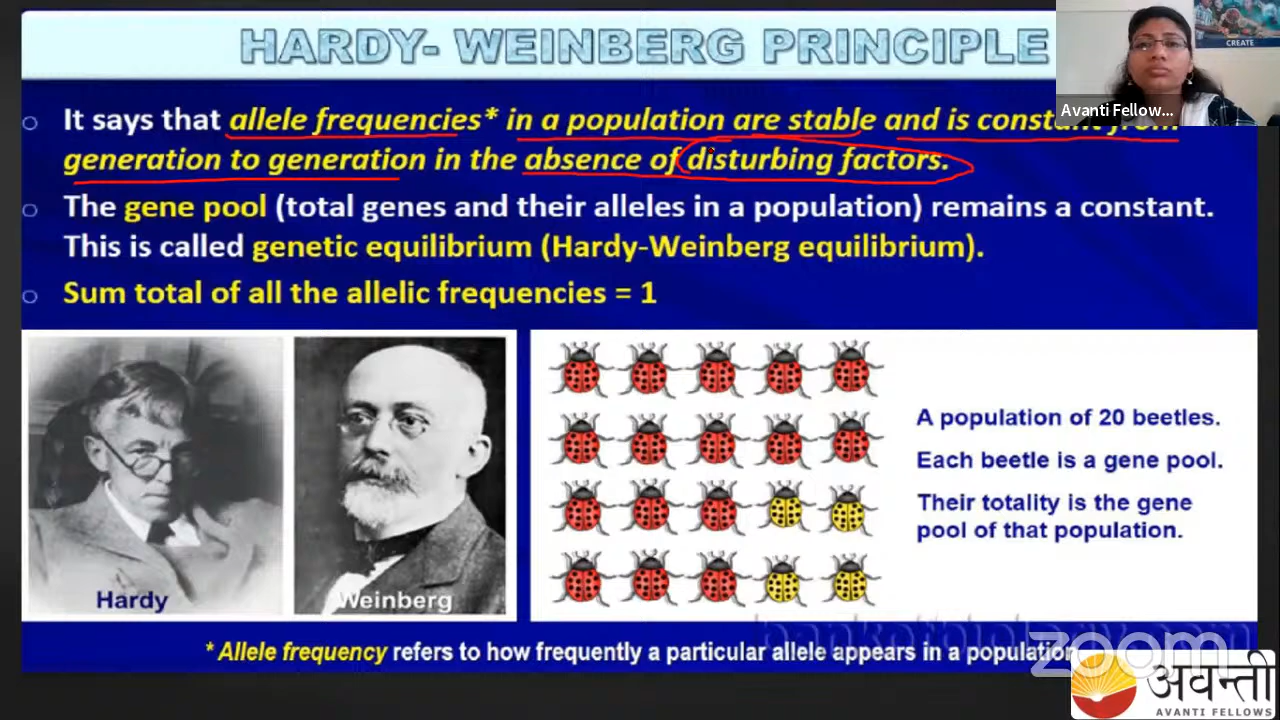 HARDY- WEINBERG PRINCIPLE
CREATE
Avanti Fellow...
It says that allele frequencies* in a population are stable and is constant from
generation to generation in the absence of disturbing factors.
The gene pool (total genes and their alleles in a population) remains a constant.
This is called genetic equilibrium (Hardy-Weinberg equilibrium).
Sum total of all the allelic frequencies = 1
A population of 20 beetles.
Each beetle is a gene pool.
Their totality is the gene
pool of that population.
Hardy
Weinberg
* Allele frequency refers to how frequently a particular allele appears in a population
zoom
अवन्ती
AVANTI FELLOWS